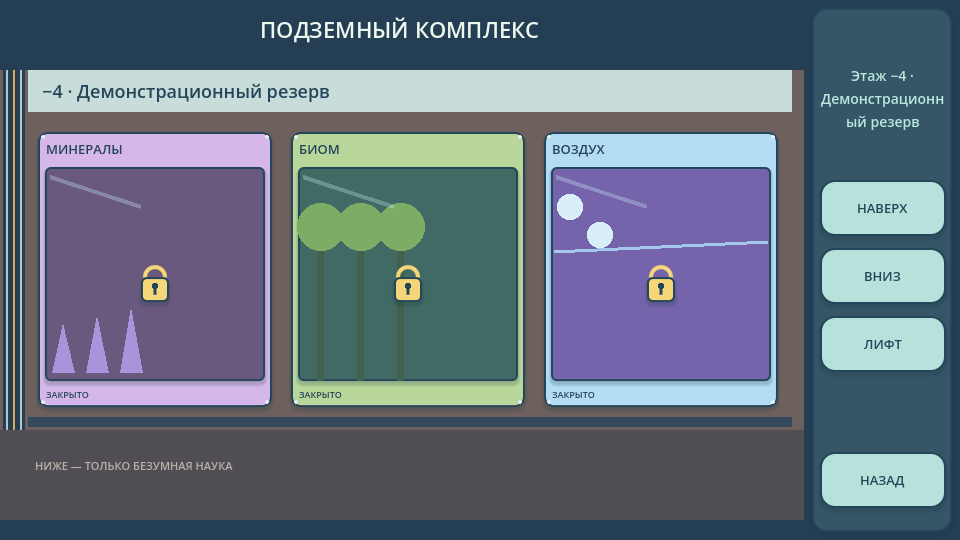 ПОДЗЕМНЫЙ КОМПЛЕКС
−4 · Демонстрационный резерв
МИНЕРАЛЫ
ЗАКРЫТО
БИОМ
ЗАКРЫТО
ВОЗДУХ
ЗАКРЫТО
НИЖЕ — ТОЛЬКО БЕЗУМНАЯ НАУКА
Этаж −4 ·
Демонстрационн
ый резерв
НАВЕРХ
ВНИЗ
ЛИФТ
НАЗАД